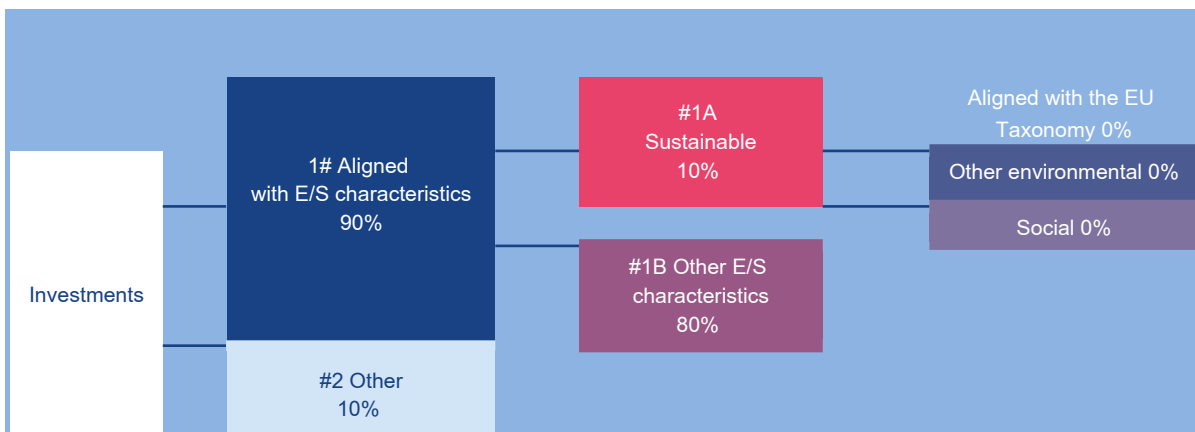 Investments
1# Aligned
with E/S characteristics
90%
#2 Other
10%
#1A
Sustainable
10%
#1B Other E/S
characteristics
80%
Aligned with the EU
Taxonomy 0%
Other environmental 0%
Social 0%